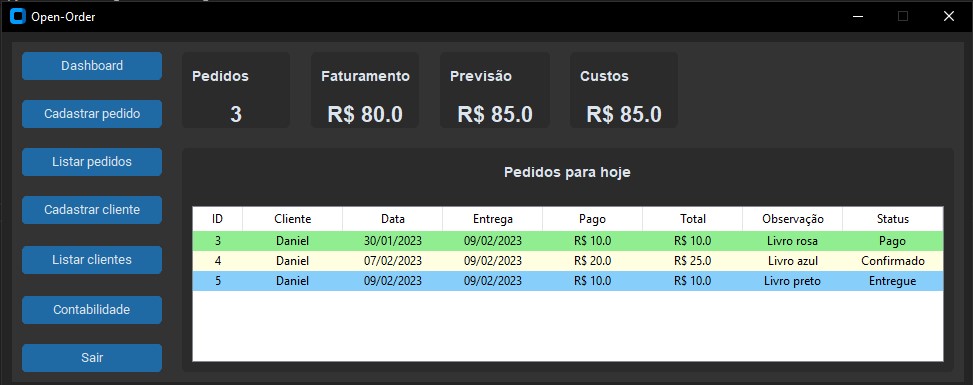 Open-Order
Dashboard
Cadastrar pedido
Listar pedidos
Cadastrar cliente
Listar clientes
Contabilidade
Sair
Pedidos
3
Faturamento
R$ 80.0
Previsão
R$ 85.0
Custos
R$ 85.0
Pedidos para hoje
ID Cliente Data Entrega Pago Total Observação Status
3 Daniel 30/01/2023 09/02/2023 R$ 10.0 R$ 10.0 Livro rosa Pago
4 Daniel 07/02/2023 09/02/2023 R$ 20.0 R$ 25.0 Livro azul Confirmado
5 Daniel 09/02/2023 09/02/2023 R$ 10.0 R$ 10.0 Livro preto Entregue